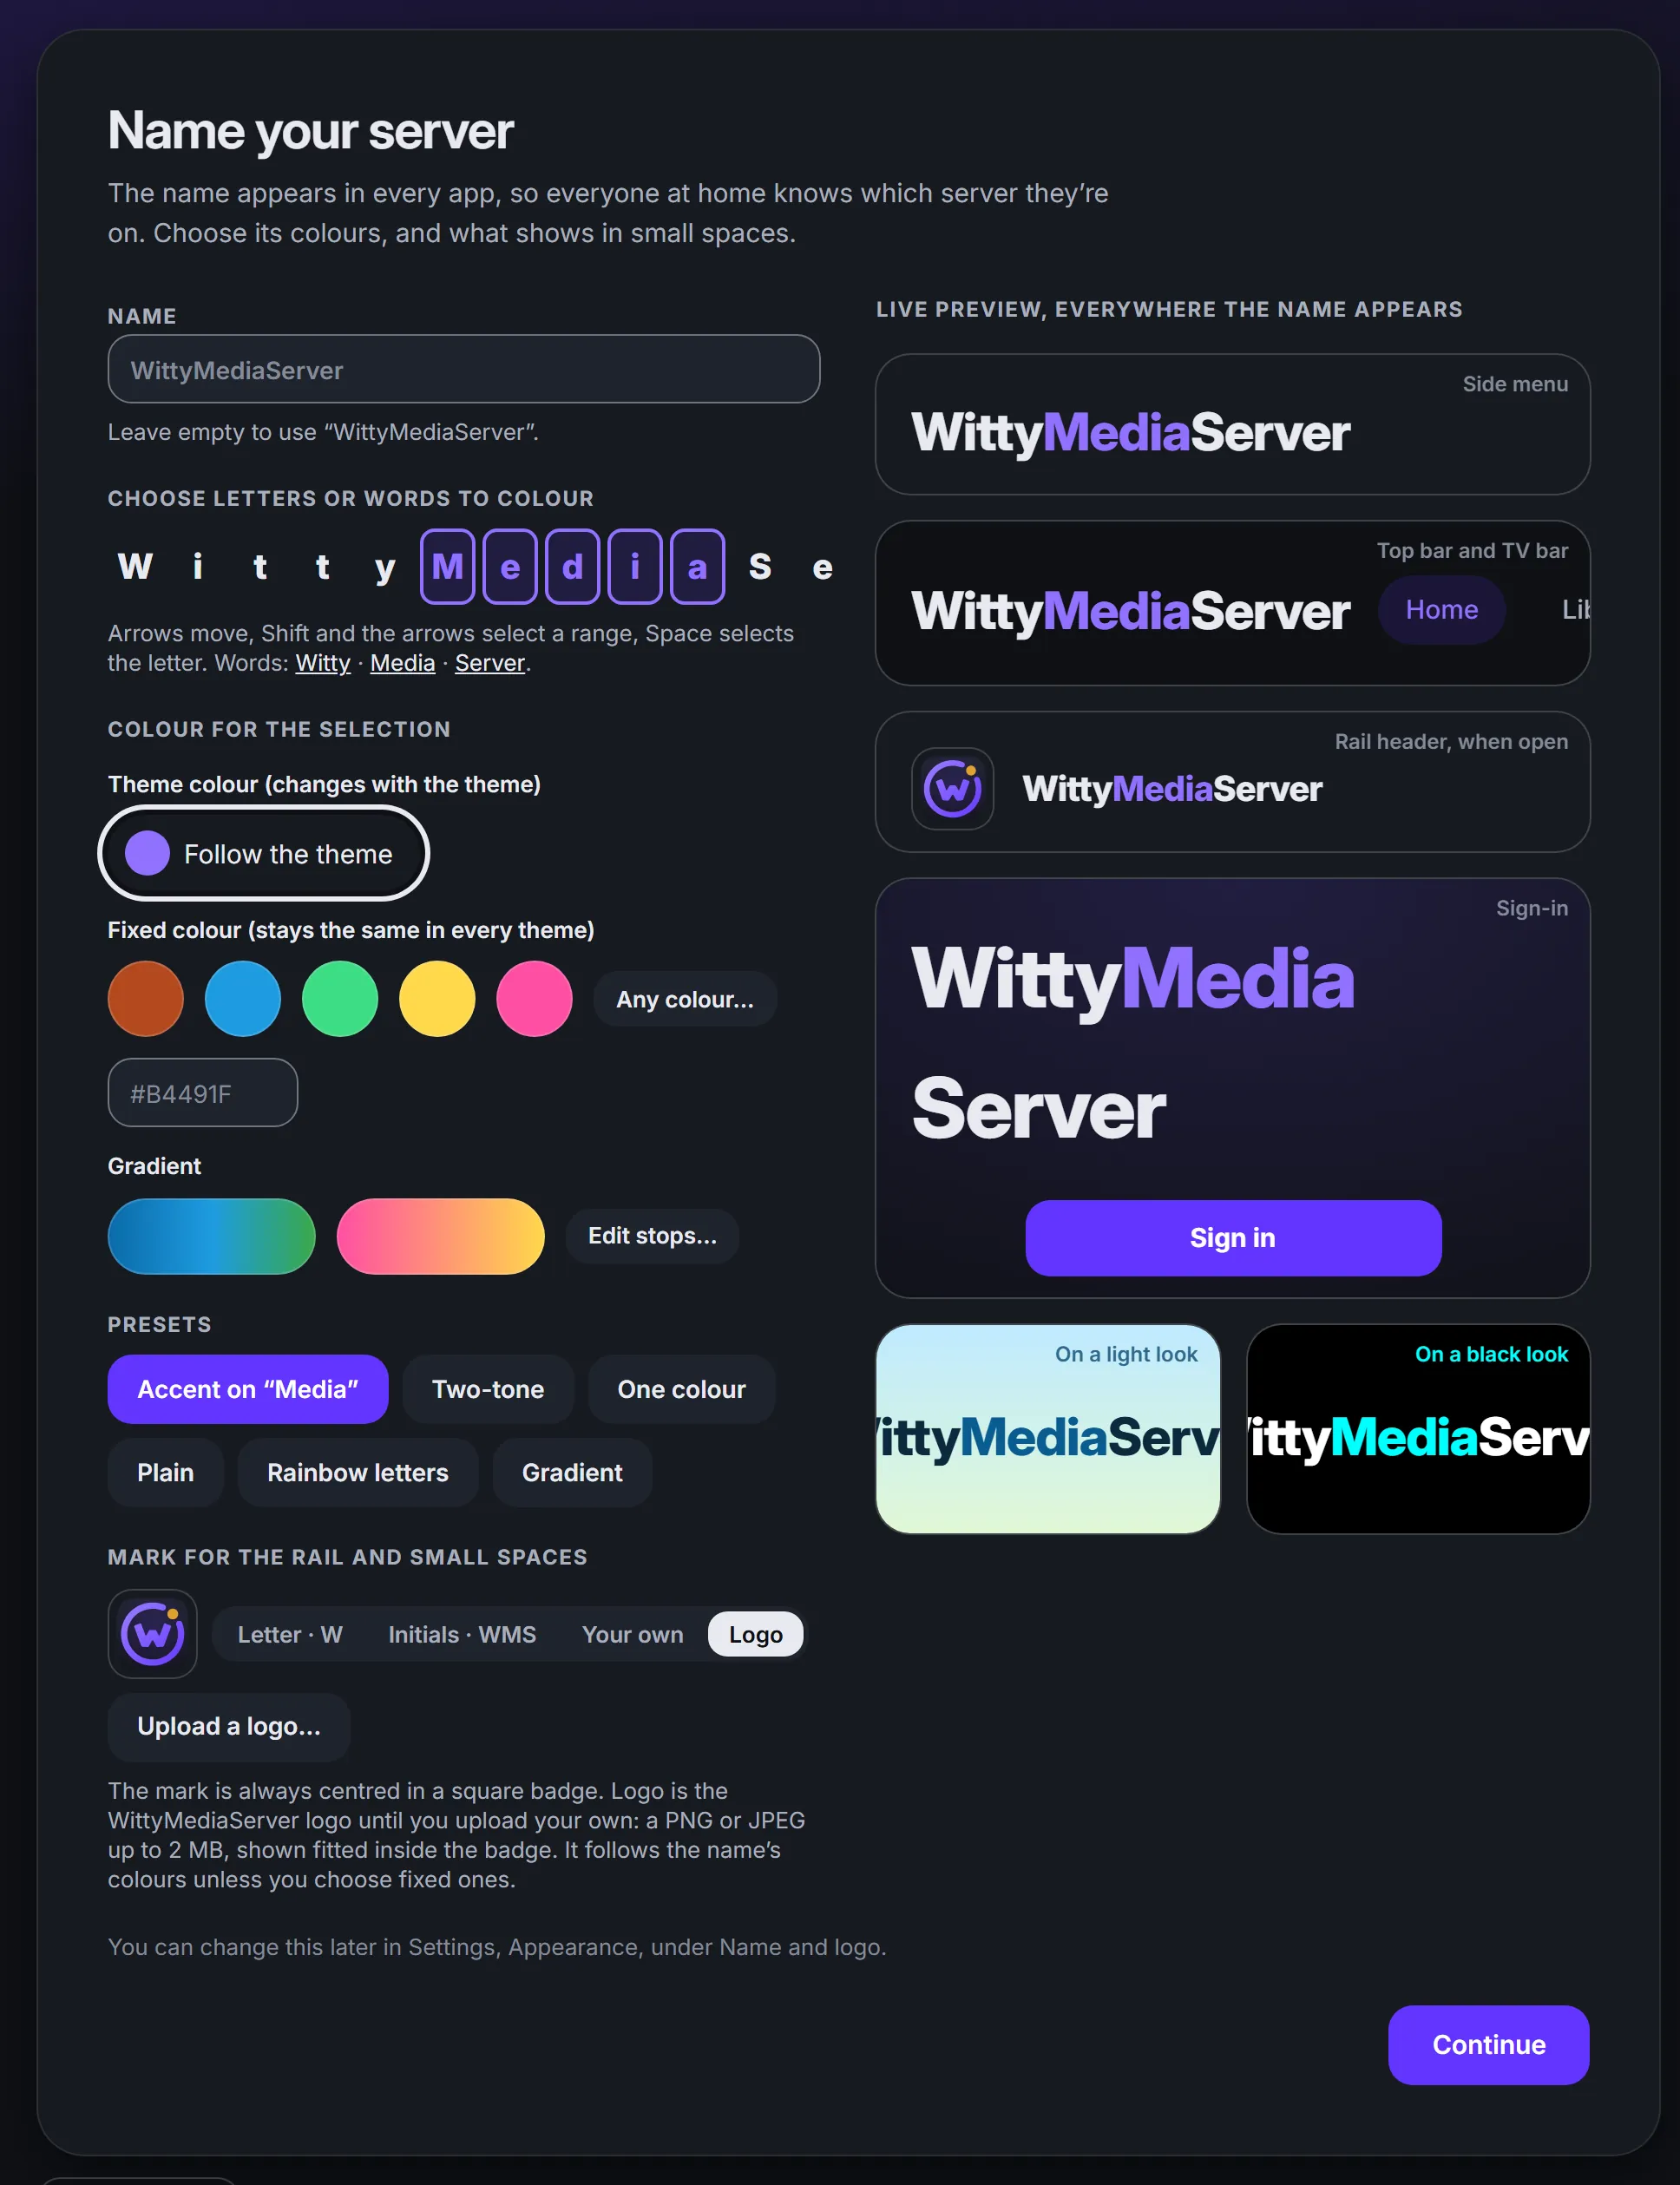 Name your server
The name appears in every app, so everyone at home knows which server they’re
on. Choose its colours, and what shows in small spaces.
NAME
WittyMediaServer
Leave empty to use “WittyMediaServer”.
CHOOSE LETTERS OR WORDS TO COLOUR
W i t t y M e d i a S e
Arrows move, Shift and the arrows select a range, Space selects
the letter. Words: Witty · Media · Server.
COLOUR FOR THE SELECTION
Theme colour (changes with the theme)
Follow the theme
Fixed colour (stays the same in every theme)
Any colour…
#B4491F
Gradient
Edit stops…
PRESETS
Accent on “Media” Two-tone One colour
Plain Rainbow letters Gradient
MARK FOR THE RAIL AND SMALL SPACES
W Letter · W Initials · WMS Your own Logo
Upload a logo…
The mark is always centred in a square badge. Logo is the
WittyMediaServer logo until you upload your own: a PNG or JPEG
up to 2 MB, shown fitted inside the badge. It follows the name’s
colours unless you choose fixed ones.
LIVE PREVIEW, EVERYWHERE THE NAME APPEARS
Side menu
WittyMediaServer
Top bar and TV bar
WittyMediaServer Home Lib
Rail header, when open
W WittyMediaServer
Sign-in
WittyMedia
Server
Sign in
On a light look
ittyMediaServ
On a black look
ittyMediaServ
You can change this later in Settings, Appearance, under Name and logo.
Continue